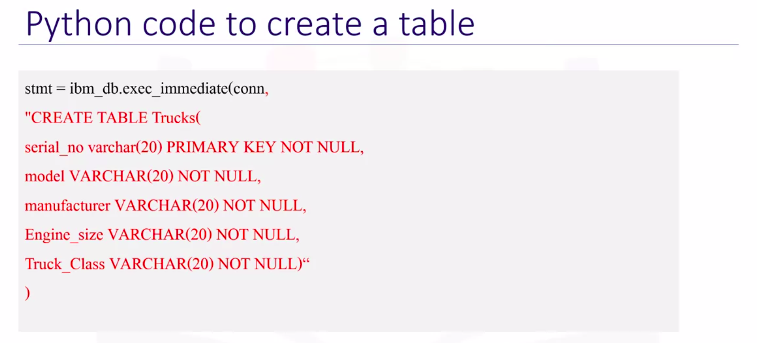 Python code to create a table
stmt = ibm_db.exec_immediate(conn,
"CREATE TABLE Trucks(
serial_no varchar(20) PRIMARY KEY NOT NULL,
model VARCHAR(20) NOT NULL,
manufacturer VARCHAR(20) NOT NULL,
Engine_size VARCHAR(20) NOT NULL,
Truck_Class VARCHAR(20) NOT NULL)“
)